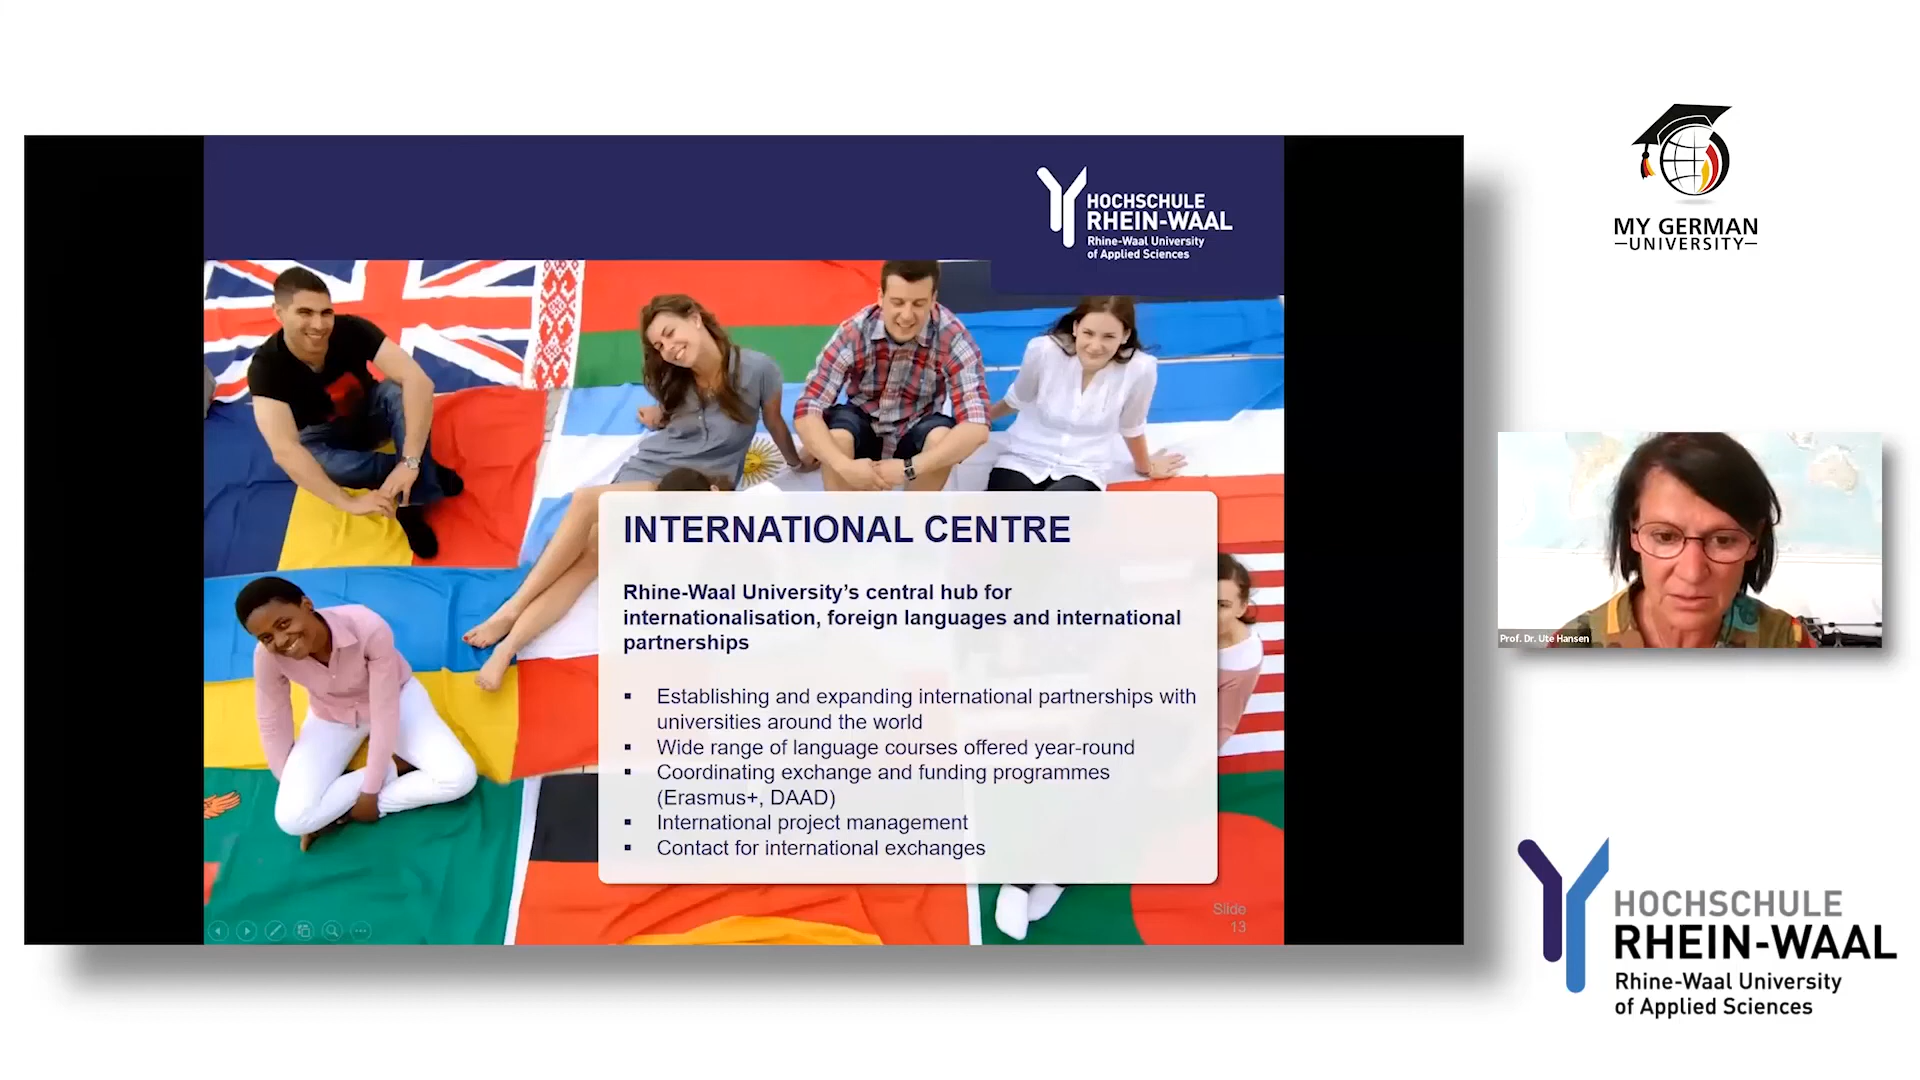 HOCHSCHULE
RHEIN-WAAL
Rhine-Waal University
of Applied Sciences
INTERNATIONAL CENTRE
Rhine-Waal University’s central hub for
internationalisation, foreign languages and international
partnerships
▪ Establishing and expanding international partnerships with
universities around the world
▪ Wide range of language courses offered year-round
▪ Coordinating exchange and funding programmes
(Erasmus+, DAAD)
▪ International project management
▪ Contact for international exchanges
Slide
13
MY GERMAN
UNIVERSITY
Prof. Dr. Ute Hansen
HOCHSCHULE
RHEIN-WAAL
Rhine-Waal University
of Applied Sciences